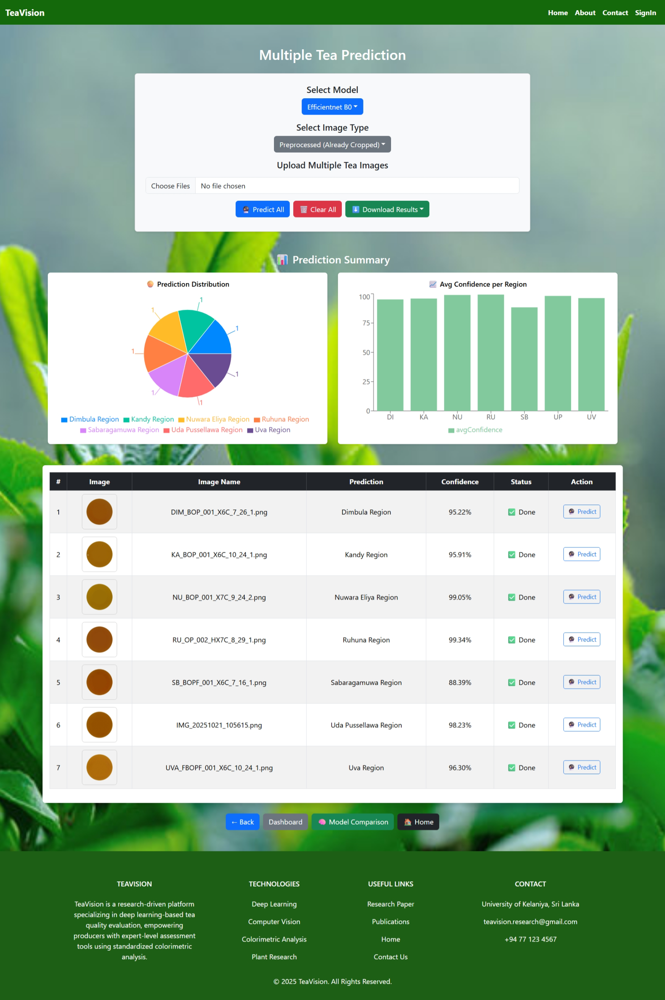 TeaVision
Home About Contact SignIn
Multiple Tea Prediction
Select Model
Efficientnet B0
Select Image Type
Preprocessed (Already Cropped)
Upload Multiple Tea Images
Choose Files No file chosen
Predict All Clear All Download Results
Prediction Summary
Prediction Distribution
1
1
1
1
1
1
1
Dimbula Region Kandy Region Nuwara Eliya Region Ruhuna Region
Sabaragamuwa Region Uda Pussellawa Region Uva Region
Avg Confidence per Region
100
75
50
25
0
DI KA NU RU SB UP UV
avgConfidence
# Image Image Name Prediction Confidence Status Action
1 DIM_BOP_001_X6C_7_26_1.png Dimbula Region 95.22% Done Predict
2 KA_BOP_001_X6C_10_24_1.png Kandy Region 95.91% Done Predict
3 NU_BOP_001_X7C_9_24_2.png Nuwara Eliya Region 99.05% Done Predict
4 RU_OP_002_HX7C_8_29_1.png Ruhuna Region 99.34% Done Predict
5 SB_BOPF_001_X6C_7_16_1.png Sabaragamuwa Region 88.39% Done Predict
6 IMG_20251021_105615.png Uda Pussellawa Region 98.23% Done Predict
7 UVA_FBOPF_001_X6C_10_24_1.png Uva Region 96.30% Done Predict
← Back Dashboard Model Comparison Home
TEAVISION
TeaVision is a research-driven platform
specializing in deep learning-based tea
quality evaluation, empowering
producers with expert-level assessment
tools using standardized colorimetric
analysis.
TECHNOLOGIES
Deep Learning
Computer Vision
Colorimetric Analysis
Plant Research
USEFUL LINKS
Research Paper
Publications
Home
Contact Us
CONTACT
University of Kelaniya, Sri Lanka
teavision.research@gmail.com
+94 77 123 4567
© 2025 TeaVision. All Rights Reserved.